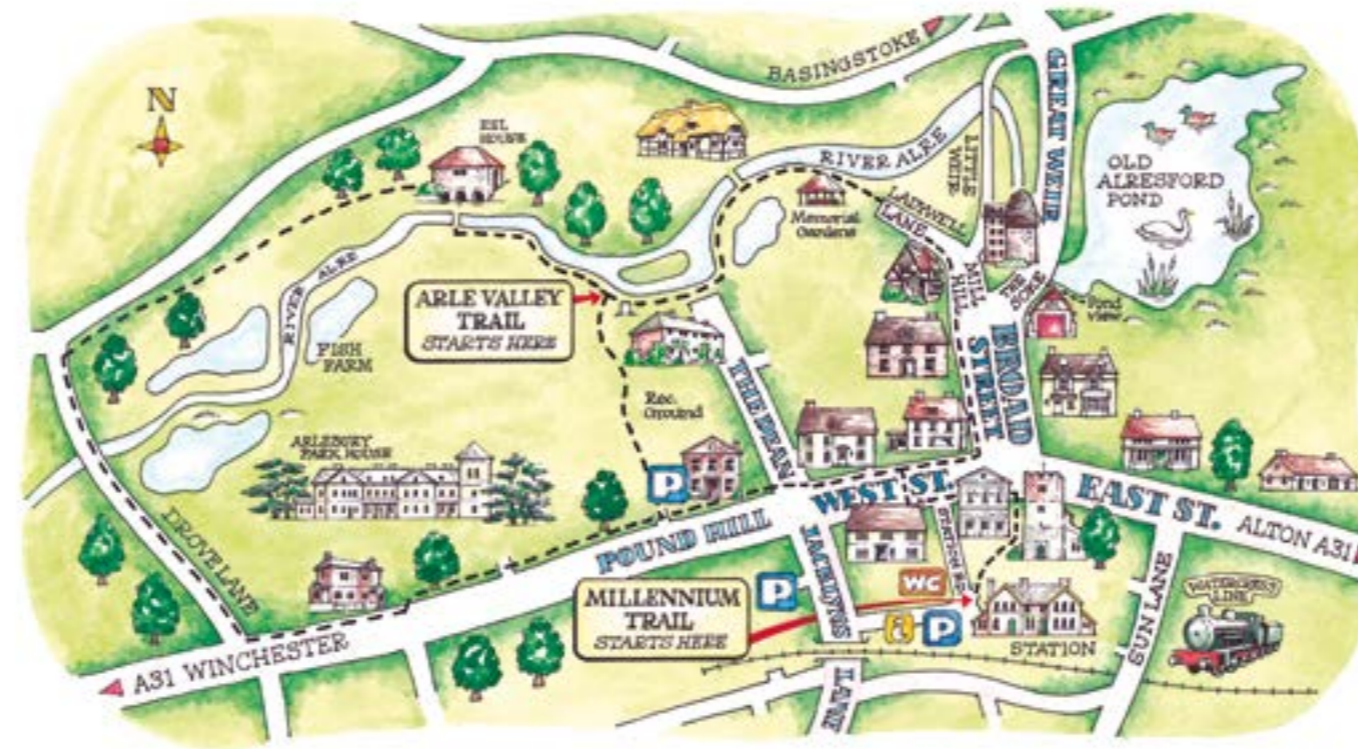 N
BASINGSTOKE
GREAT WEIR
EEL
HOUSE
RIVER ALRE
LITTLE
WEIR
OLD
ALRESFORD
POND
Memorial
Gardens
LADYWELL
LANE
MILL
HILL
THE SOKE
Pond
View
RIVER
ALRE
FISH
FARM
ARLE VALLEY
TRAIL
STARTS HERE
Rec.
Ground
THE DEAN
BROAD
STREET
ARLEBURY
PARK HOUSE
P
WEST ST.
EAST ST.
ALTON A31
DROVE LANE
POUND HILL
STATION RD.
JACKLYNS
LANE
P
WC
i
P
MILLENNIUM
TRAIL
STARTS HERE
STATION
SUN LANE
WATERCRESS
LINE
A31 WINCHESTER